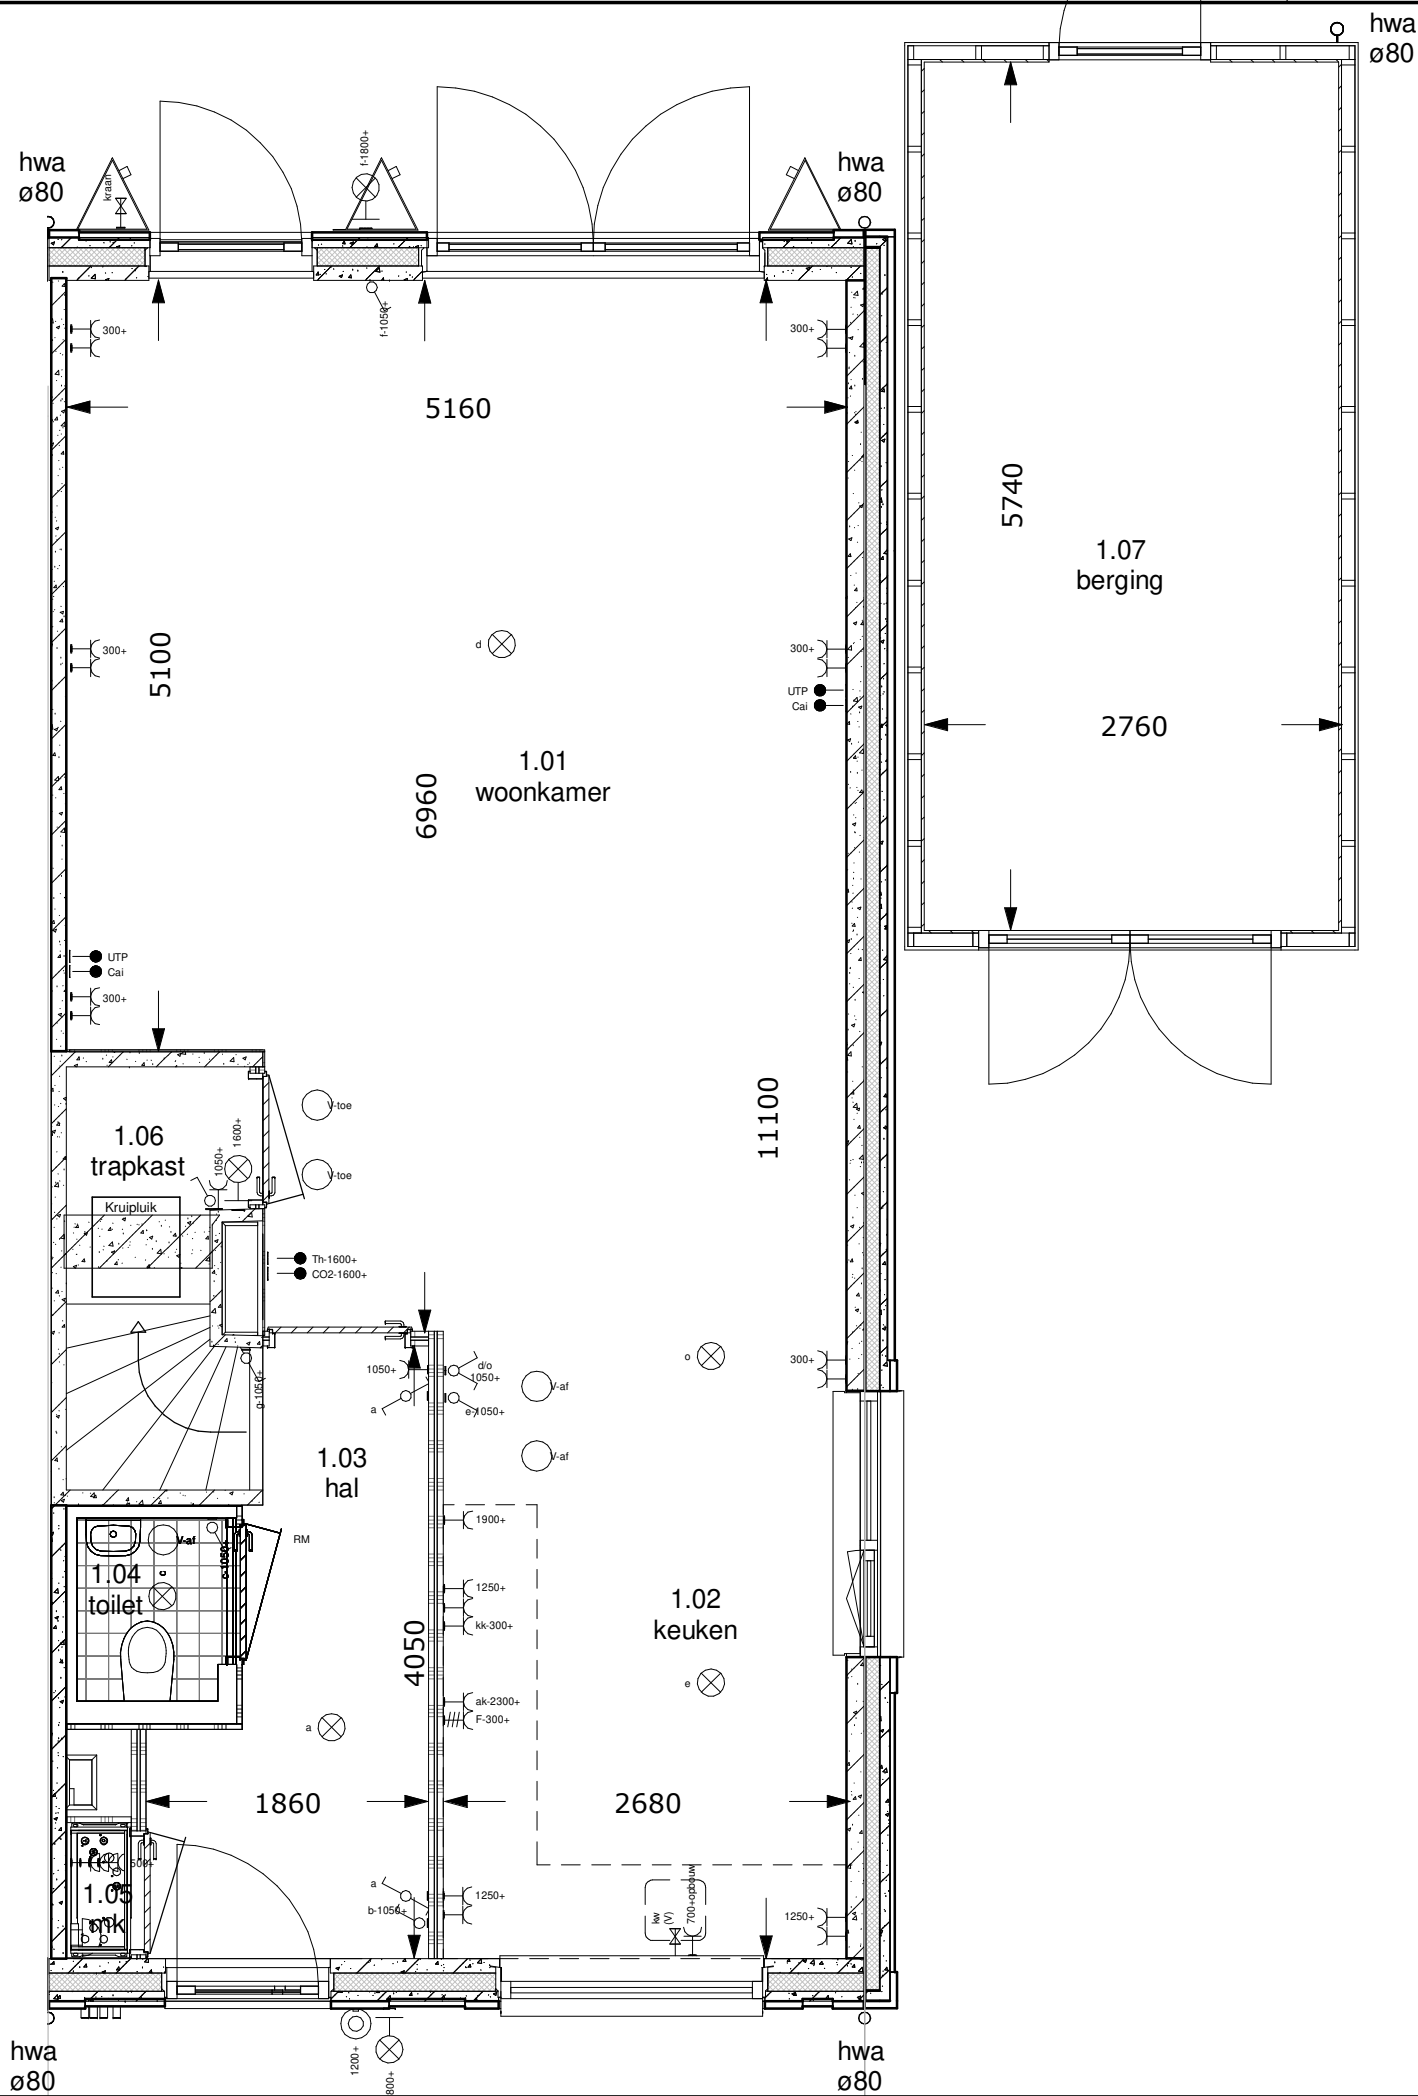 hwa
ø80
hwa
ø80
hwa
ø80
kraan
f-1800+
f-1050+
300+
300+
5160
5740
1.07
berging
300+
5100
d
300+
UTP
Cai
2760
1.01
woonkamer
6960
UTP
Cai
300+
11100
1.06
trapkast
1600+
1050+
V-toe
V-toe
Kruipluik
Th-1600+
CO2-1600+
g-1050+
1050+
a
d/o
1050+
e-1050+
o
300+
V-af
V-af
1.03
hal
1900+
RM
V-af
c-1050+
1.04
toilet
1250+
kk-300+
1.02
keuken
4050
ak-2300+
F-300+
e
a
1860
2680
500+
1.05
mk
a
b-1050+
1250+
kw
(V)
700+opbouw
1250+
hwa
ø80
1200+
800+
hwa
ø80